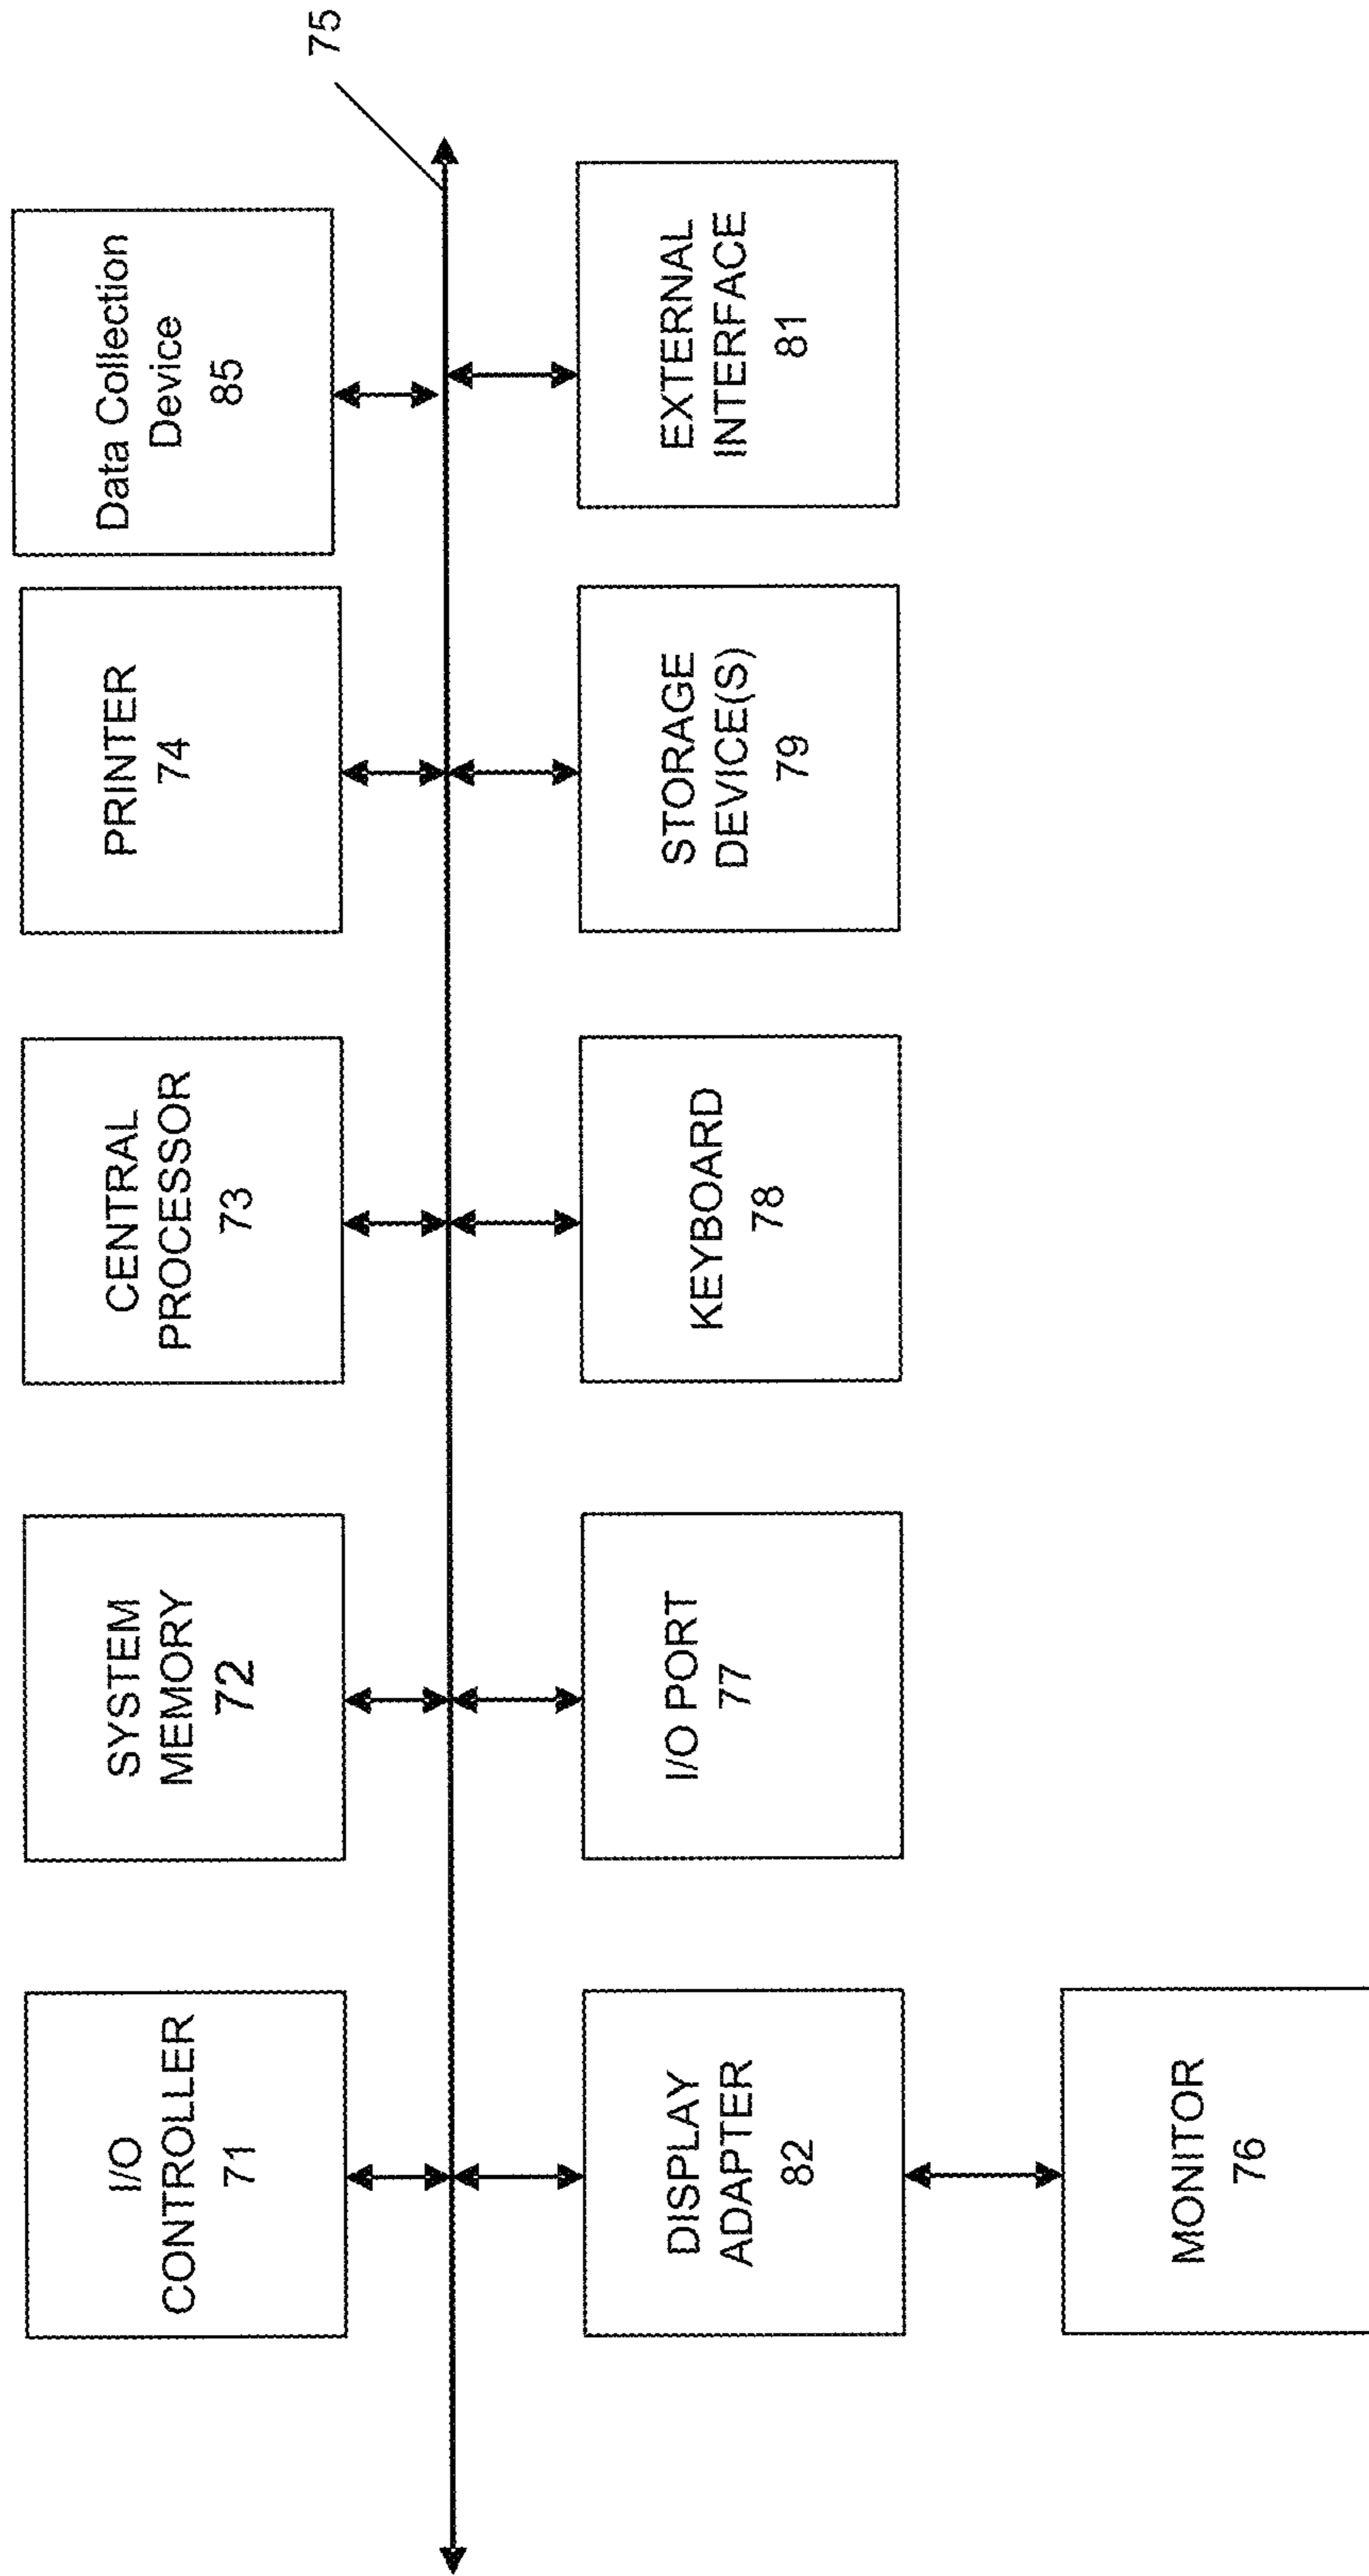 I/O
CONTROLLER
71
SYSTEM
MEMORY
72
CENTRAL
PROCESSOR
73
PRINTER
74
Data Collection
Device
85
75
DISPLAY
ADAPTER
82
I/O PORT
77
KEYBOARD
78
STORAGE
DEVICE(S)
79
EXTERNAL
INTERFACE
81
MONITOR
76